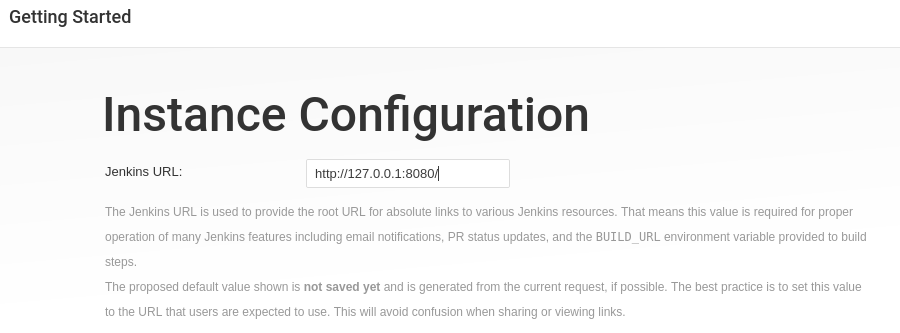 Getting Started
Instance Configuration
Jenkins URL: http://127.0.0.1:8080/
The Jenkins URL is used to provide the root URL for absolute links to various Jenkins resources. That means this value is required for proper
operation of many Jenkins features including email notifications, PR status updates, and the BUILD_URL environment variable provided to build
steps.
The proposed default value shown is not saved yet and is generated from the current request, if possible. The best practice is to set this value
to the URL that users are expected to use. This will avoid confusion when sharing or viewing links.